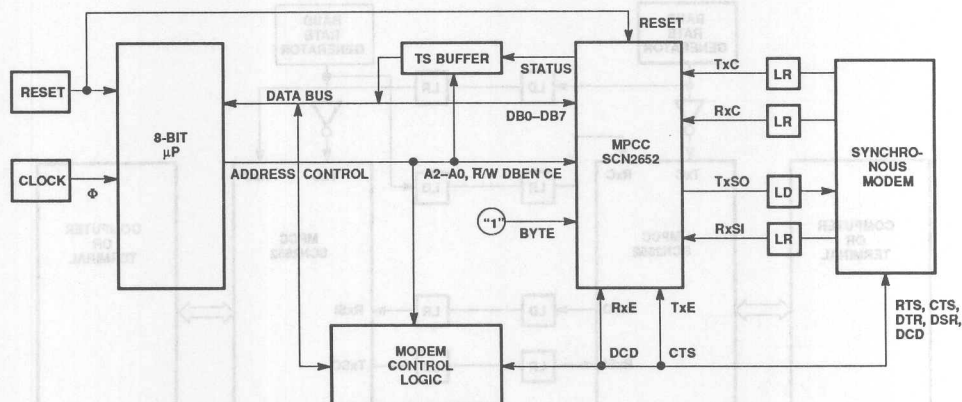 RESET
TS BUFFER
STATUS
TxC
LR
RESET
DATA BUS
DB0–DB7
8-BIT
μP
MPCC
SCN2652
RxC
LR
SYNCHRO-
NOUS
MODEM
CLOCK
Φ
ADDRESS
CONTROL
A2–A0, R̅/W DBEN CE
TxSO
LD
"1"
BYTE
RxSI
LR
RxE
TxE
RTS, CTS,
DTR, DSR,
DCD
MODEM
CONTROL
LOGIC
DCD
CTS